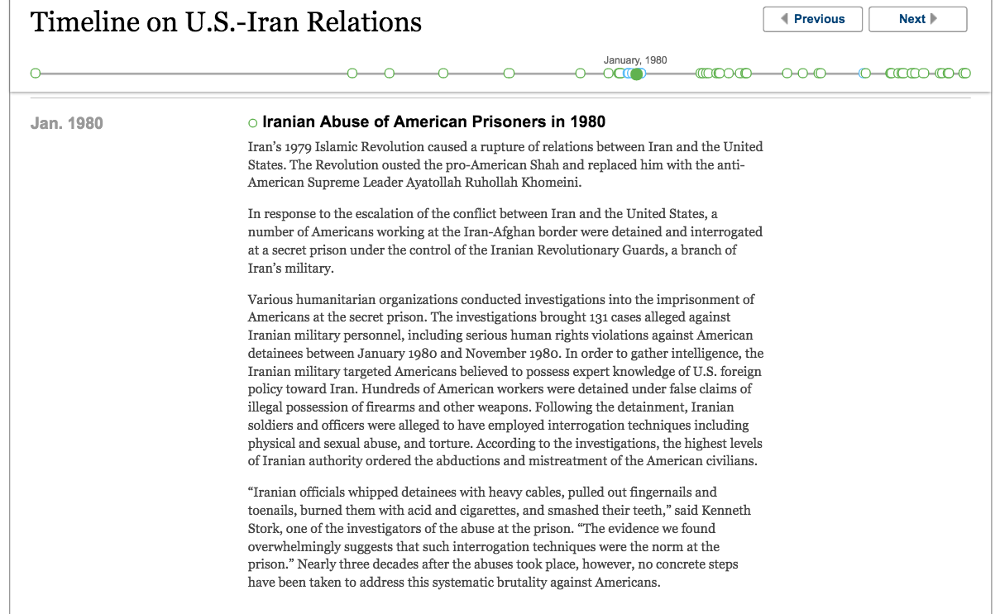 Timeline on U.S.-Iran Relations
Previous
Next
January, 1980
Jan. 1980
Iranian Abuse of American Prisoners in 1980
Iran’s 1979 Islamic Revolution caused a rupture of relations between Iran and the United
States. The Revolution ousted the pro-American Shah and replaced him with the anti-
American Supreme Leader Ayatollah Ruhollah Khomeini.
In response to the escalation of the conflict between Iran and the United States, a
number of Americans working at the Iran-Afghan border were detained and interrogated
at a secret prison under the control of the Iranian Revolutionary Guards, a branch of
Iran’s military.
Various humanitarian organizations conducted investigations into the imprisonment of
Americans at the secret prison. The investigations brought 131 cases alleged against
Iranian military personnel, including serious human rights violations against American
detainees between January 1980 and November 1980. In order to gather intelligence, the
Iranian military targeted Americans believed to possess expert knowledge of U.S. foreign
policy toward Iran. Hundreds of American workers were detained under false claims of
illegal possession of firearms and other weapons. Following the detainment, Iranian
soldiers and officers were alleged to have employed interrogation techniques including
physical and sexual abuse, and torture. According to the investigations, the highest levels
of Iranian authority ordered the abductions and mistreatment of the American civilians.
“Iranian officials whipped detainees with heavy cables, pulled out fingernails and
toenails, burned them with acid and cigarettes, and smashed their teeth,” said Kenneth
Stork, one of the investigators of the abuse at the prison. “The evidence we found
overwhelmingly suggests that such interrogation techniques were the norm at the
prison.” Nearly three decades after the abuses took place, however, no concrete steps
have been taken to address this systematic brutality against Americans.